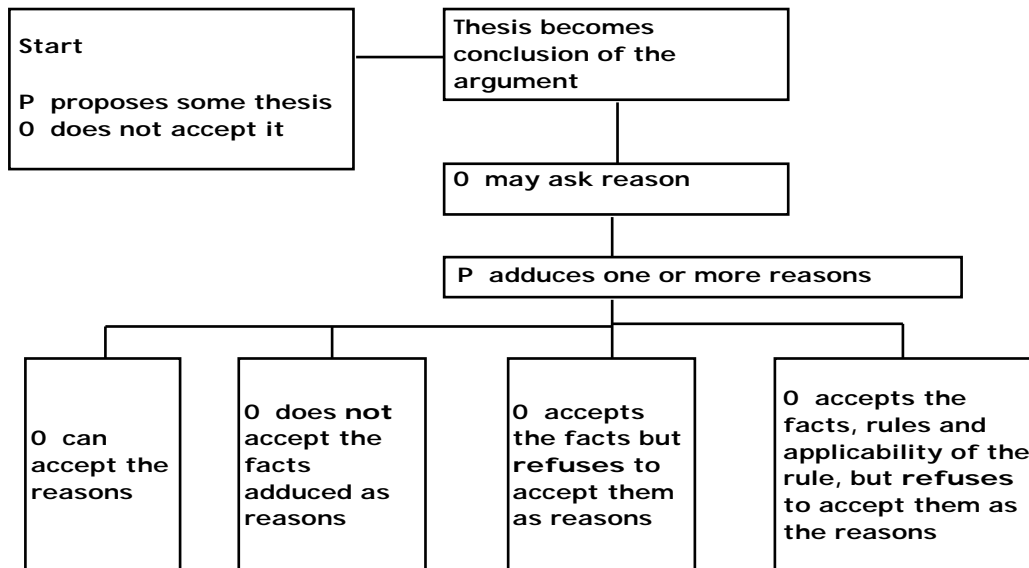 Start
P proposes some thesis
O does not accept it
Thesis becomes
conclusion of the
argument
O may ask reason
P adduces one or more reasons
O can
accept the
reasons
O does not
accept the
facts
adduced as
reasons
O accepts
the facts but
refuses to
accept them
as reasons
O accepts the
facts, rules and
applicability of the
rule, but refuses
to accept them as
the reasons